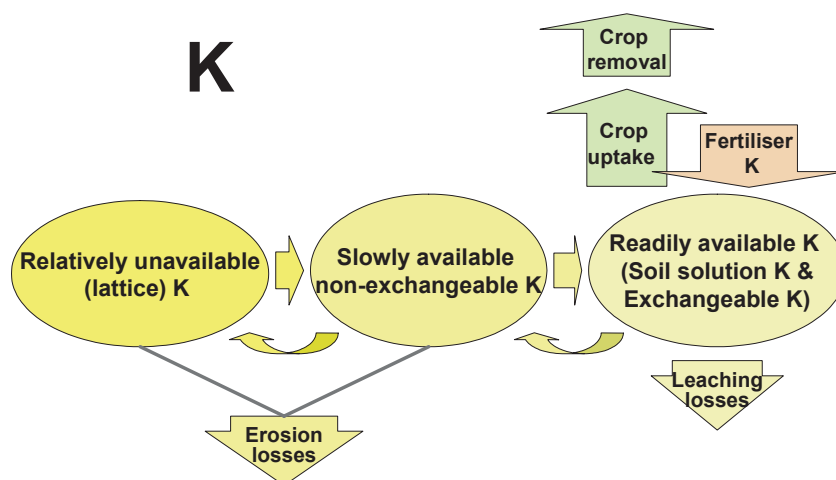 K
Crop
removal
Crop
uptake
Fertiliser
K
Relatively unavailable
(lattice) K
Slowly available
non-exchangeable K
Readily available K
(Soil solution K &
Exchangeable K)
Leaching
losses
Erosion
losses